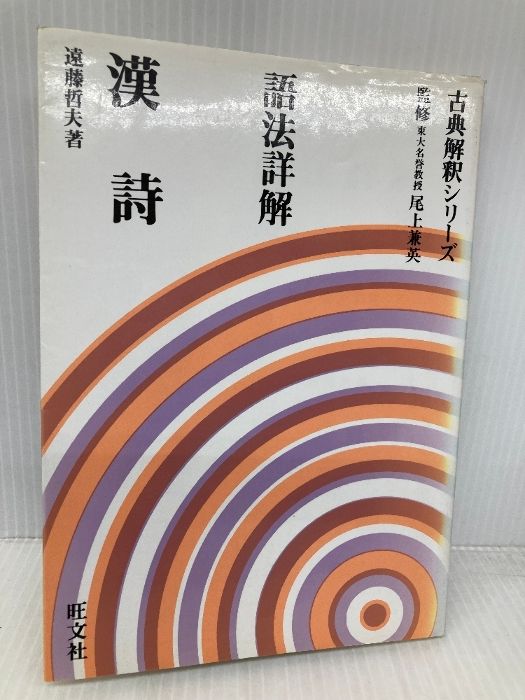 古典解釈シリーズ
監修 東大名誉教授 尾上兼英
語法詳解
漢詩
遠藤哲夫著
旺文社